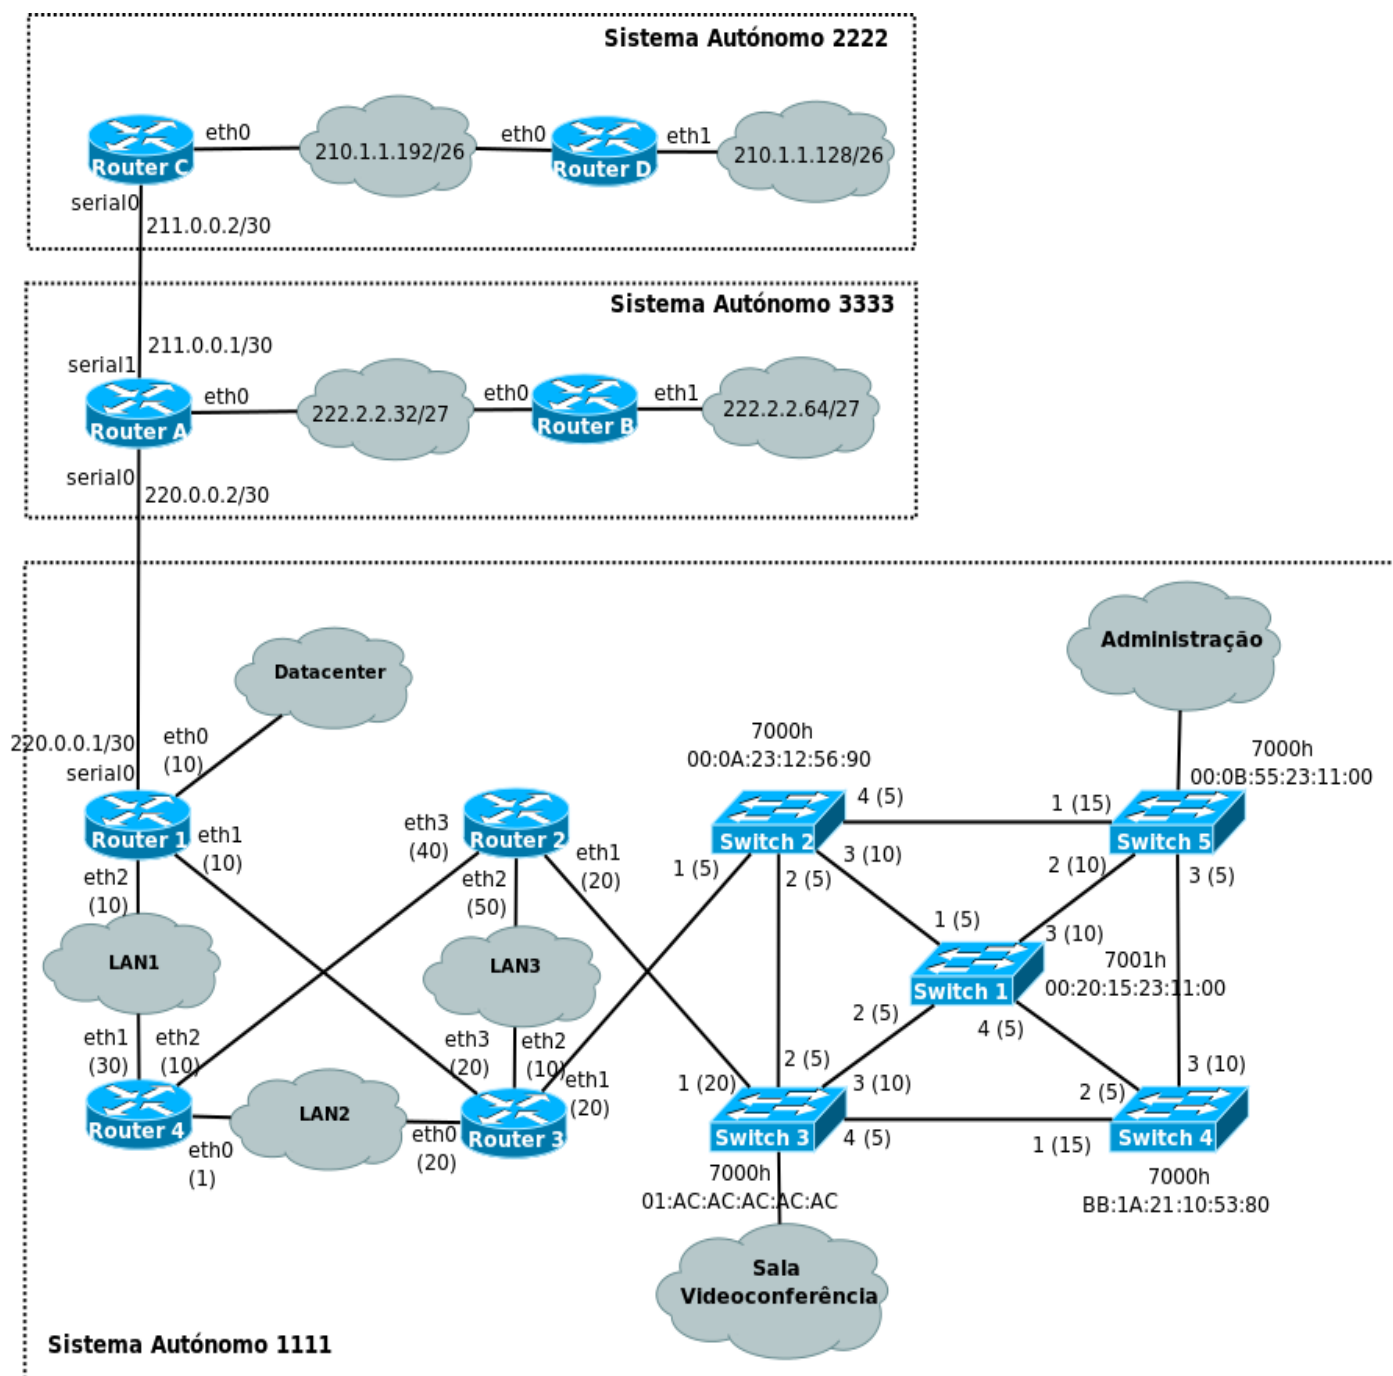 Sistema Autónomo 2222
eth0
210.1.1.192/26
eth0
eth1
210.1.1.128/26
Router C
Router D
serial0
211.0.0.2/30
Sistema Autónomo 3333
211.0.0.1/30
serial1
eth0
222.2.2.32/27
eth0
eth1
222.2.2.64/27
Router A
Router B
serial0
220.0.0.2/30
Administração
Datacenter
220.0.0.1/30
serial0
eth0
(10)
7000h
00:0A:23:12:56:90
7000h
00:0B:55:23:11:00
Router 1
eth1
(10)
eth2
(10)
eth3
(40)
Router 2
eth2
(50)
eth1
(20)
4 (5)
1 (15)
Switch 2
Switch 5
1 (5)
2 (5)
3 (10)
2 (10)
3 (5)
LAN1
LAN3
1 (5)
3 (10)
7001h
00:20:15:23:11:00
Switch 1
2 (5)
4 (5)
eth1
(30)
eth2
(10)
eth3
(20)
eth2
(10)
eth1
(20)
2 (5)
1 (20)
3 (10)
2 (5)
3 (10)
Router 4
LAN2
Router 3
eth0
(1)
eth0
(20)
Switch 3
4 (5)
1 (15)
Switch 4
7000h
01:AC:AC:AC:AC:AC
7000h
BB:1A:21:10:53:80
Sala
Videoconferência
Sistema Autónomo 1111